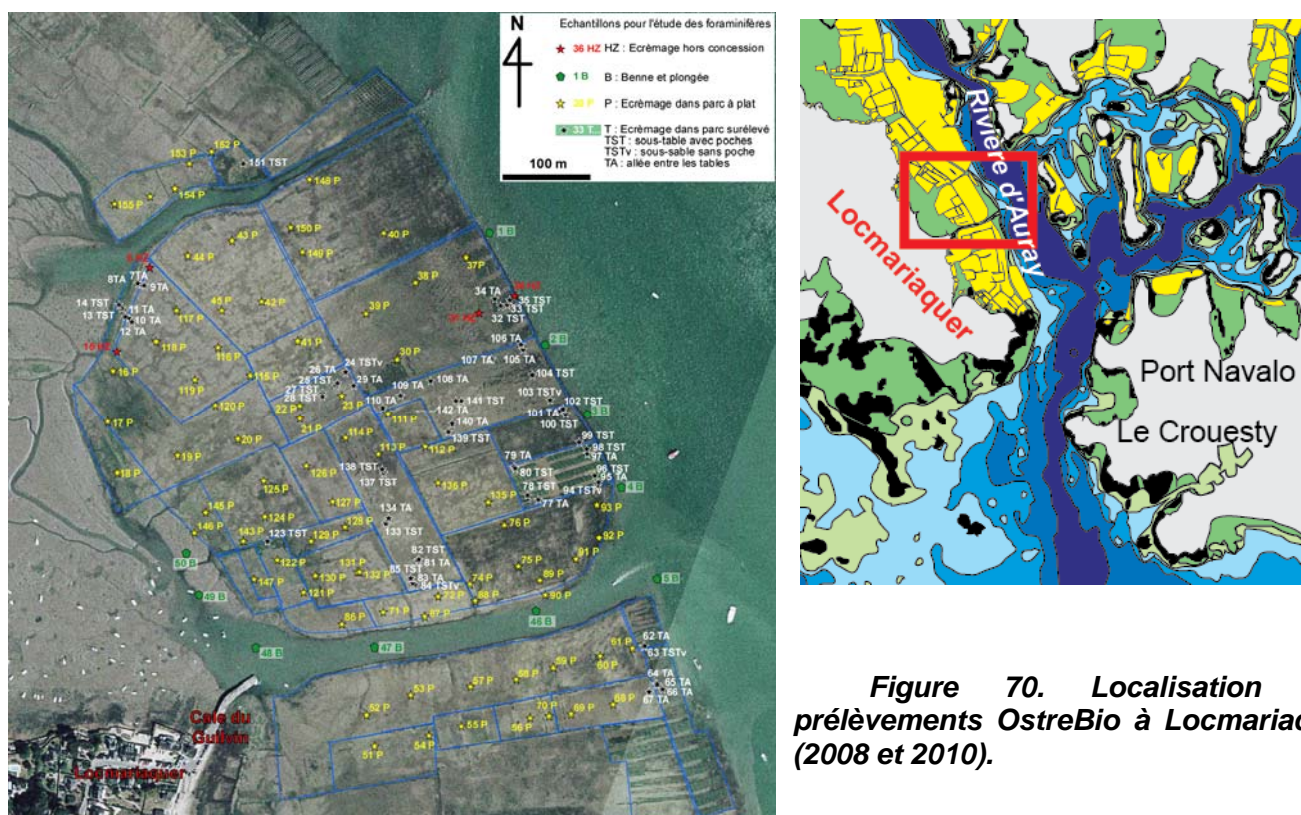 N
Echantillons pour l'étude des foraminifères
36 HZ HZ : Ecrèmage hors concession
1 B B : Benne et plongée
P : Ecrèmage dans parc à plat
33 T T : Ecrèmage dans parc surélevé
TST : sous-table avec poches
TSTv : sous-sable sans poche
TA : allée entre les tables
100 m
152 P
153 P
151 TST
154 P
148 P
155 P
150 P
40 P
1 B
43 P
44 P
149 P
37P
7TA
8TA
9TA
38 P
34 TA
35 TST
14 TST
11 TA
42 P
39 P
33 TST
13 TST
10 TA
117 P
32 TST
12 TA
118 P
41 P
106 TA
2 B
116 P
30 P
107 TA
105 TA
16 P
24 TSTv
26 TA
104 TST
115 P
25 TST
29 TA
109 TA
108 TA
119 P
27 TST
28 TST
103 TSTv
120 P
22 P
23 P
110 TA
141 TST
102 TST
111 P
101 TA
3 B
17 P
21 P
142 TA
140 TA
100 TST
114 P
139 TST
20 P
99 TST
113 P
112 P
98 TST
19 P
97 TA
18 P
126 P
138 TST
79 TA
96 TST
137 TST
80 TST
95 TA
125 P
136 P
78 TST
94 TSTv
4 B
145 P
127 P
135 P
77 TA
93 P
124 P
134 TA
146 P
128 P
133 TST
76 P
143 P
123 TST
129 P
92 P
50 B
82 TST
122 P
81 TA
91 P
131 P
85 TST
75 P
147 P
130 P
132 P
83 TA
74 P
89 P
5 B
84 TSTv
49 B
121 P
72 P
88 P
90 P
86 P
71 P
87 P
46 B
48 B
47 B
61 P
62 TA
63 TSTv
60 P
59 P
58 P
57 P
64 TA
65 TA
53 P
66 TA
67 TA
68 P
52 P
70 P
69 P
55 P
56 P
54 P
51 P
Cale du
Guilvin
Locmariaquer
Rivière d'Auray
Locmariaquer
Port Navalo
Le Crouesty
Figure 70. Localisation
prélèvements OstreBio à Locmariaq
(2008 et 2010).